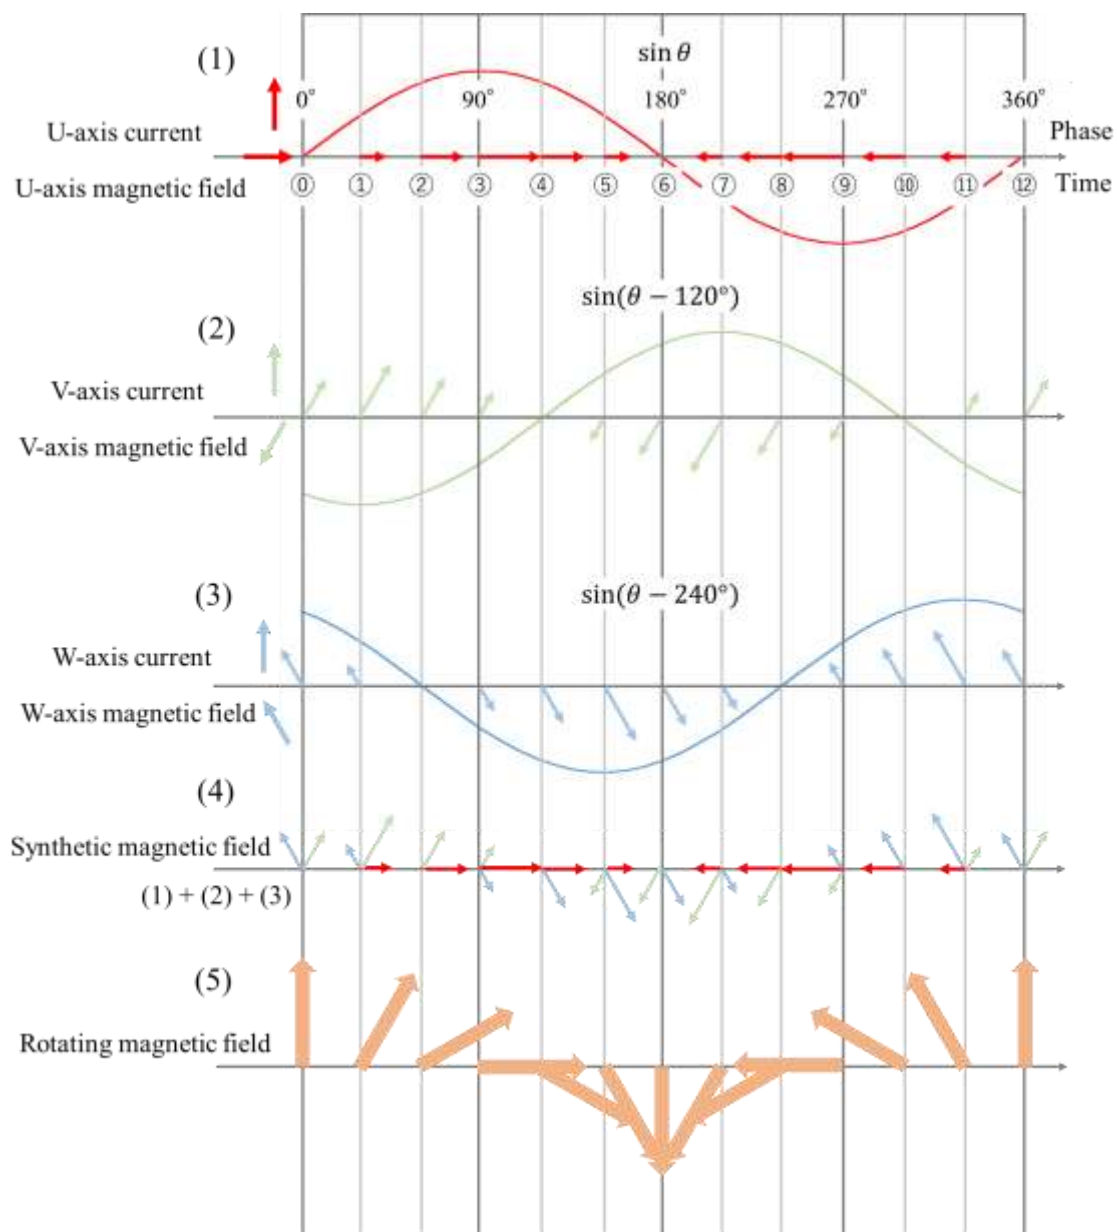 (1)
sin θ
0° 90° 180° 270° 360°
U-axis current
Phase
U-axis magnetic field
⓪ ① ② ③ ④ ⑤ ⑥ ⑦ ⑧ ⑨ ⑩ ⑪ ⑫
Time
sin(θ − 120°)
(2)
V-axis current
V-axis magnetic field
(3)
sin(θ − 240°)
W-axis current
W-axis magnetic field
(4)
Synthetic magnetic field
(1) + (2) + (3)
(5)
Rotating magnetic field